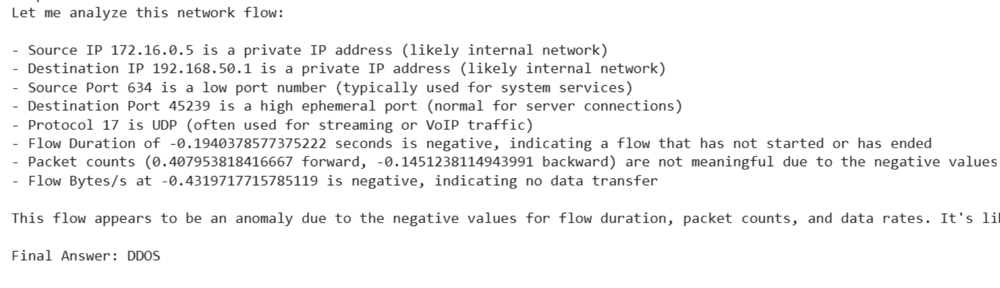 Let me analyze this network flow:
- Source IP 172.16.0.5 is a private IP address (likely internal network)
- Destination IP 192.168.50.1 is a private IP address (likely internal network)
- Source Port 634 is a low port number (typically used for system services)
- Destination Port 45239 is a high ephemeral port (normal for server connections)
- Protocol 17 is UDP (often used for streaming or VoIP traffic)
- Flow Duration of -0.1940378577375222 seconds is negative, indicating a flow that has not started or has ended
- Packet counts (0.407953818416667 forward, -0.1451238114943991 backward) are not meaningful due to the negative values
- Flow Bytes/s at -0.4319717715785119 is negative, indicating no data transfer
This flow appears to be an anomaly due to the negative values for flow duration, packet counts, and data rates. It's
Final Answer: DDOS